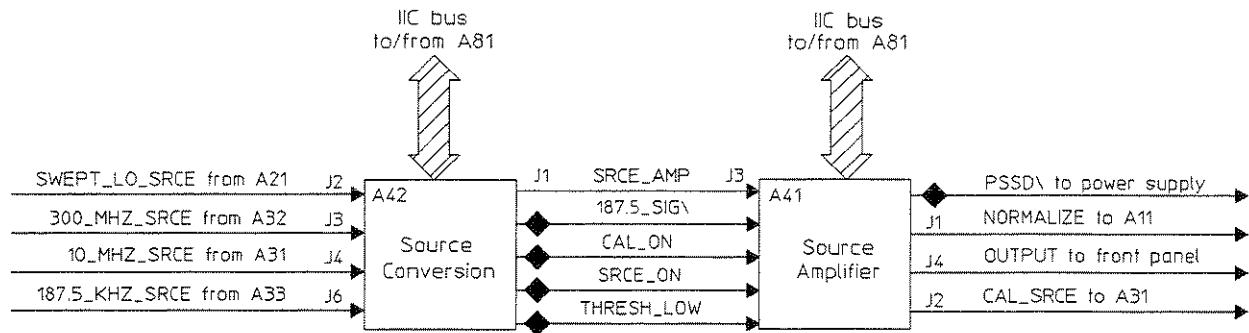 IIC bus
to/from A81
IIC bus
to/from A81
SWEPT_LO_SRCE from A21 J2
300_MHZ_SRCE from A32 J3
10_MHZ_SRCE from A31 J4
187.5_KHZ_SRCE from A33 J6
A42
Source
Conversion
J1 SRCE_AMP J3
187.5_SIG\
CAL_ON
SRCE_ON
THRESH_LOW
A41
Source
Amplifier
PSSD\ to power supply
J1 NORMALIZE to A11
J4 OUTPUT to front panel
J2 CAL_SRCE to A31